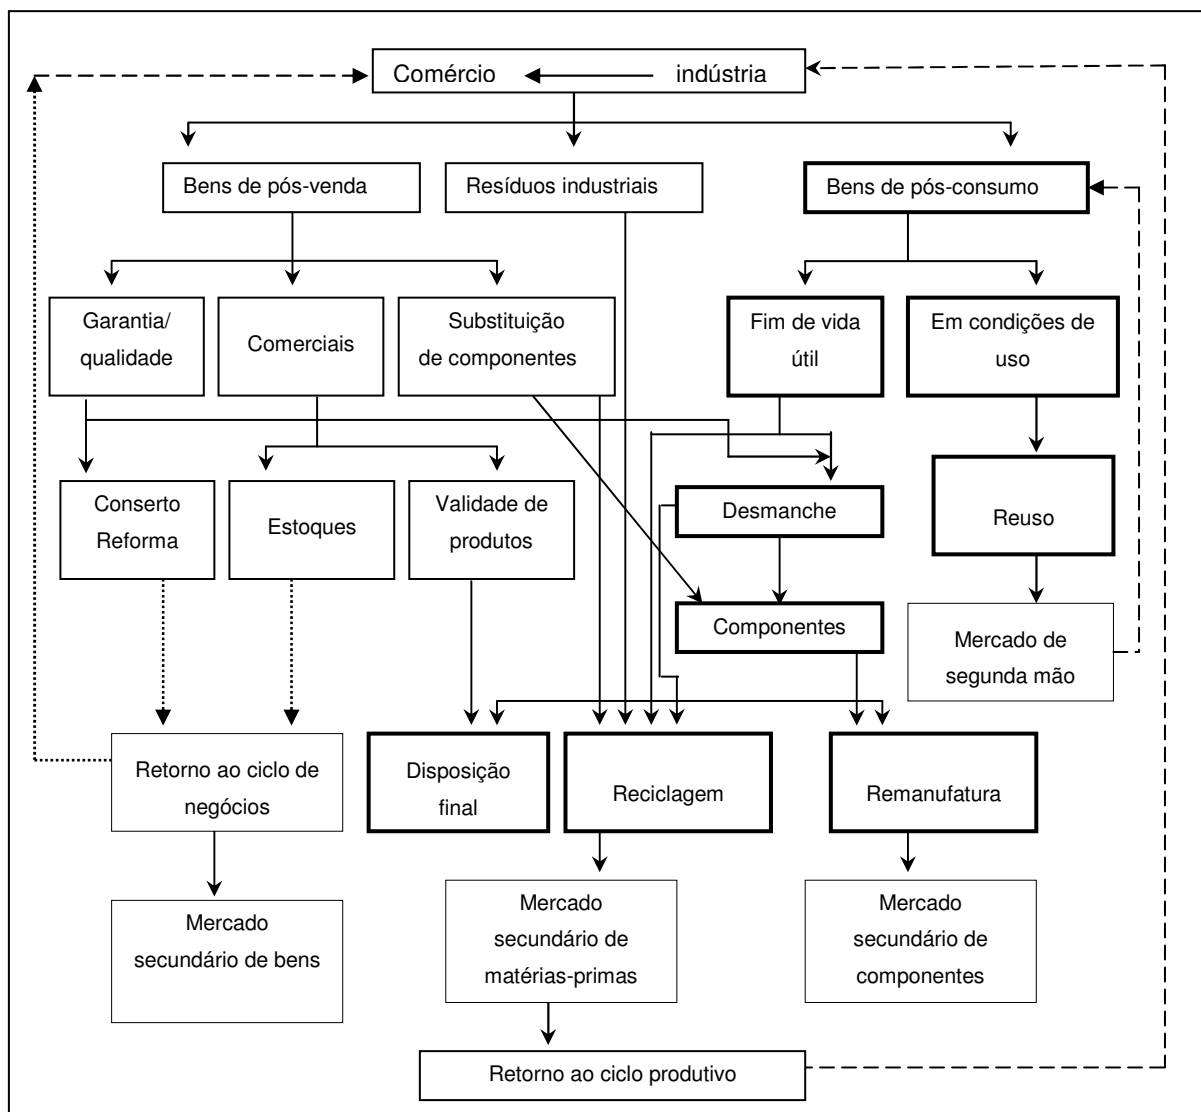 Comércio indústria
Bens de pós-venda
Resíduos industriais
Bens de pós-consumo
Garantia/
qualidade
Comerciais
Substituição
de componentes
Fim de vida
útil
Em condições de
uso
Conserto
Reforma
Estoques
Validade de
produtos
Desmanche
Reuso
Componentes
Mercado de
segunda mão
Retorno ao ciclo de
negócios
Disposição
final
Reciclagem
Remanufatura
Mercado
secundário de bens
Mercado
secundário de
matérias-primas
Mercado
secundário de
componentes
Retorno ao ciclo produtivo